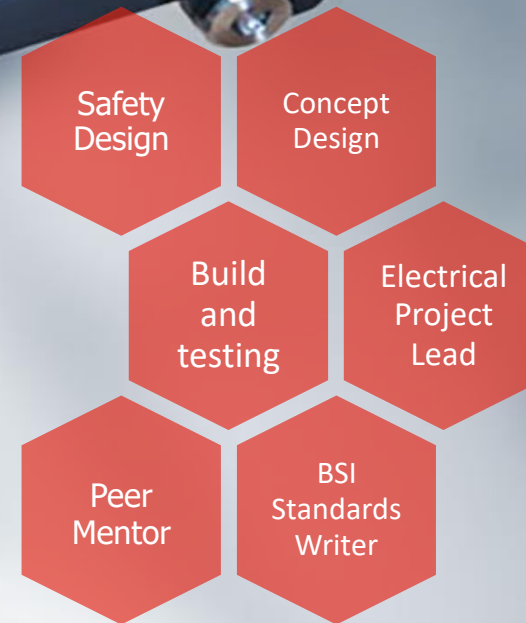 Safety
Design
Concept
Design
Build
and
testing
Electrical
Project
Lead
Peer
Mentor
BSI
Standards
Writer